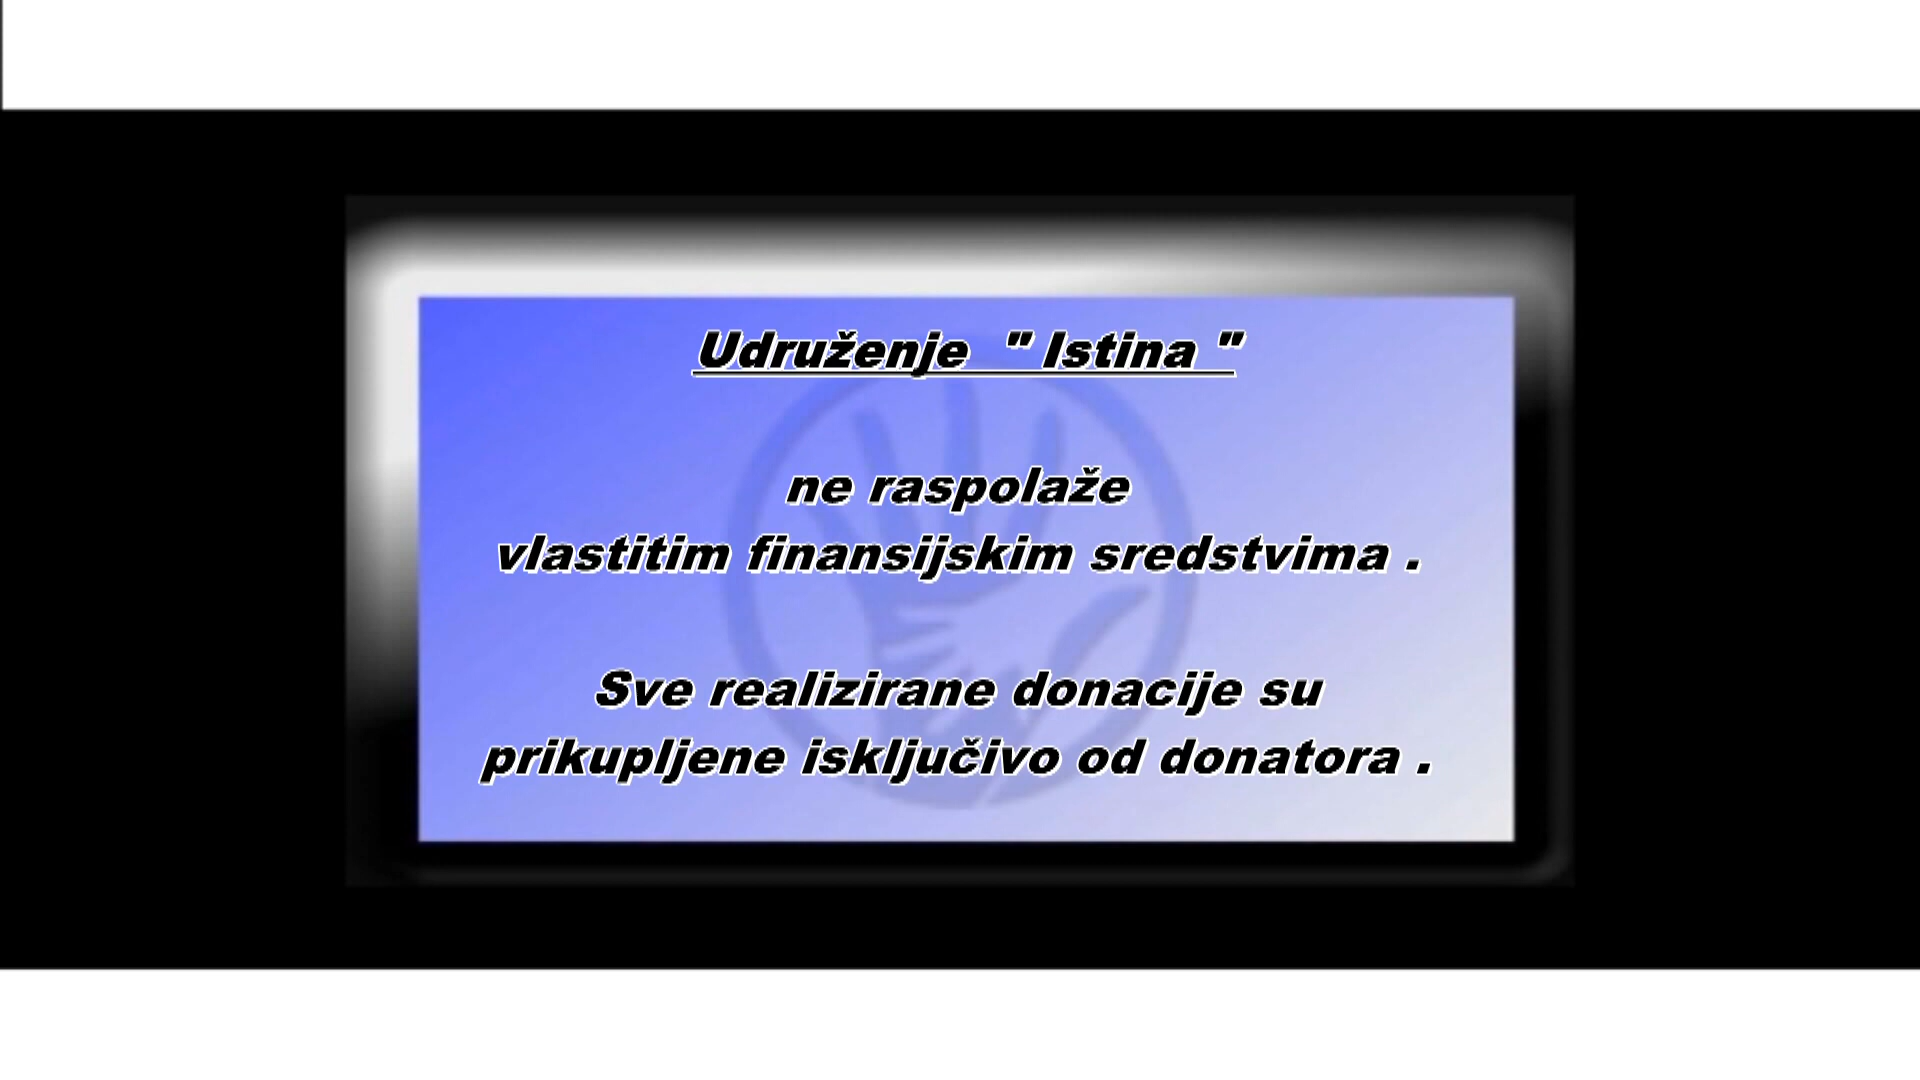 Udruženje " Istina "
ne raspolaže
vlastitim finansijskim sredstvima .
Sve realizirane donacije su
prikupljene isključivo od donatora .